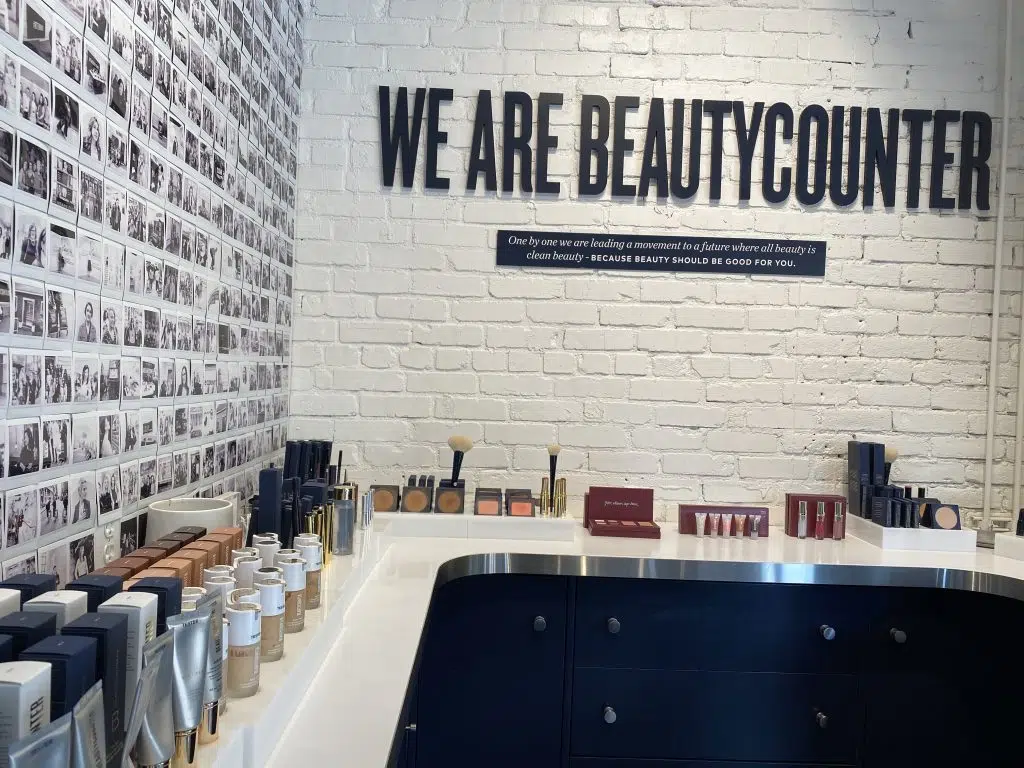 WE ARE BEAUTYCOUNTER
One by one we are leading a movement to a future where all beauty is
clean beauty - BECAUSE BEAUTY SHOULD BE GOOD FOR YOU.
TESTER